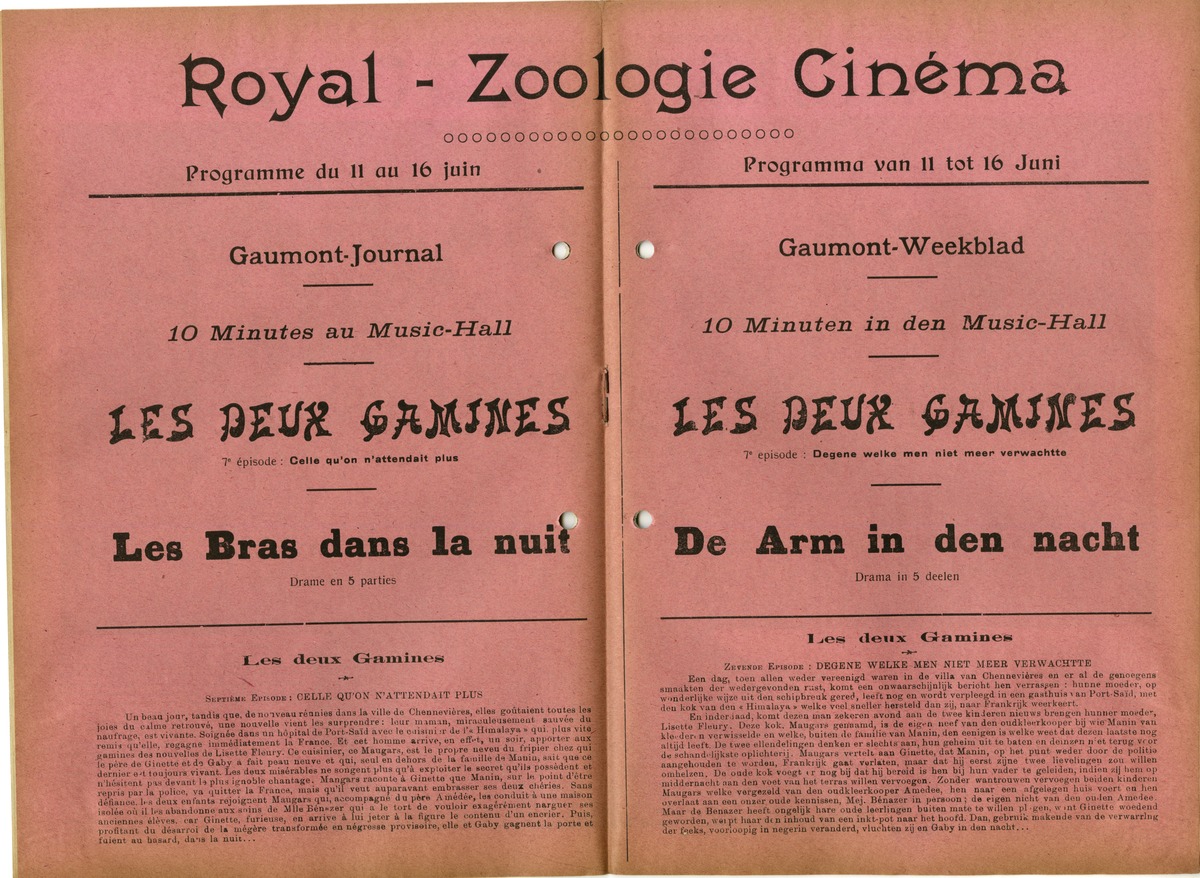 Royal - Zoologie Cinéma
Programme du 11 au 16 juin
Gaumont-Journal
10 Minutes au Music-Hall
LES DEUX GAMINES
7e épisode : Celle qu'on n'attendait plus
Les Bras dans la nuit
Drame en 5 parties
Les deux Gamines
SEPTIÈME EPISODE : CELLE QU'ON N'ATTENDAIT PLUS
Un beau jour, tandis que, de nouveau réunies dans la ville de Chennevières, elles goûtaient toutes les
joies du calme retrouvé, une nouvelle vient les surprendre : leur maman, miraculeusement sauvée du
naufrage, est vivante. Soignée dans un hôpital de Port-Saïd avec le cuisinier de l'« Himalaya » qui, plus vite
remis qu'elle, regagne immédiatement la France. Et cet homme arrive, en effet, un soir, apporter aux
gamines des nouvelles de Lisette Fleury. Ce cuisinier, ce Maugars, est le propre neveu du fripier chez qui
le père de Ginette et de Gaby a fait peau neuve et qui, seul en dehors de la famille de Manin, sait que ce
dernier est toujours vivant. Les deux misérables ne songent plus qu'à exploiter le secret qu'ils possèdent et
n'hésitent pas devant le plus ignoble chantage. Mangars raconte à Ginette que Manin, sur le point d'être
repris par la police, va quitter la France, mais qu'il veut auparavant embrasser ses deux chéries. Sans
défiance, les deux enfants rejoignent Maugars qui, accompagné du père Amédée, les conduit à une maison
isolée où il les abandonne aux soins de Mlle Bénazer qui a le tort de vouloir exagérément narguer ses
anciennes élèves, car Ginette, furieuse, en arrive à lui jeter à la figure le contenu d'un encrier. Puis,
profitant du désarroi de la mégère transformée en négresse provisoire, elle et Gaby gagnent la porte et
fuient au hasard, dans la nuit...
Programma van 11 tot 16 Juni
Gaumont-Weekblad
10 Minuten in den Music-Hall
LES DEUX GAMINES
7e episode : Degene welke men niet meer verwachtte
De Arm in den nacht
Drama in 5 deelen
Les deux Gamines
ZEVENDE EPISODE : DEGENE WELKE MEN NIET MEER VERWACHTTE
Een dag, toen allen weder vereenigd waren in de villa van Chennevières en er al de genoegens
smaakten der wedergevonden rust, komt een onwaarschijnlijk bericht hen verrassen : hunne moeder, op
wonderlijke wijze uit den schipbreuk gered, leeft nog en wordt verpleegd in een gasthuis van Port-Saïd, met
den kok van den « Himalaya » welke veel sneller hersteld dan zij, naar Frankrijk weerkeert.
En inderdaad, komt dezen man zekeren avond aan de twee kinderen nieuws brengen hunner moeder,
Lisette Fleury. Deze kok, Maugars genaamd, is de eigen neef van den oudkleerkooper bij wie Manin van
kleederen verwisselde en welke, buiten de familie van Manin, den eenigen is welke weet dat dezen laatste nog
altijd leeft. De twee ellendelingen denken er slechts aan, hun geheim uit te baten en deinzen niet terug voor
de schandelijkste oplichterij. Maugars vertelt aan Ginette, dat Manin, op het punt weder door de politie
aangehouden te worden, Frankrijk gaat verlaten, maar dat hij eerst zijne twee lievelingen zou willen
omhelzen. De oude kok voegt er nog bij dat hij bereid is hen bij hun vader te geleiden, indien zij hem op
middernacht aan den voet van het terras willen vervoegen. Zonder wantrouwen vervoegen beiden kinderen
Maugars welke vergezeld van den oudkleerkooper Amedee, hen naar een afgelegen huis voert en hen
overlaat aan een onzer oude kennissen, Mej. Bénazer in persoon ; de eigen nicht van den ouden Amedee.
Maar de Benazer heeft ongelijk hare oude leerlingen buiten mate te willen plagen, want Ginette woedend
geworden, werpt haar den inhoud van een inkt-pot naar het hoofd. Dan, gebruik makende van de verwarring
der feeks, voorloopig in negerin veranderd, vluchten zij en Gaby in den nacht...